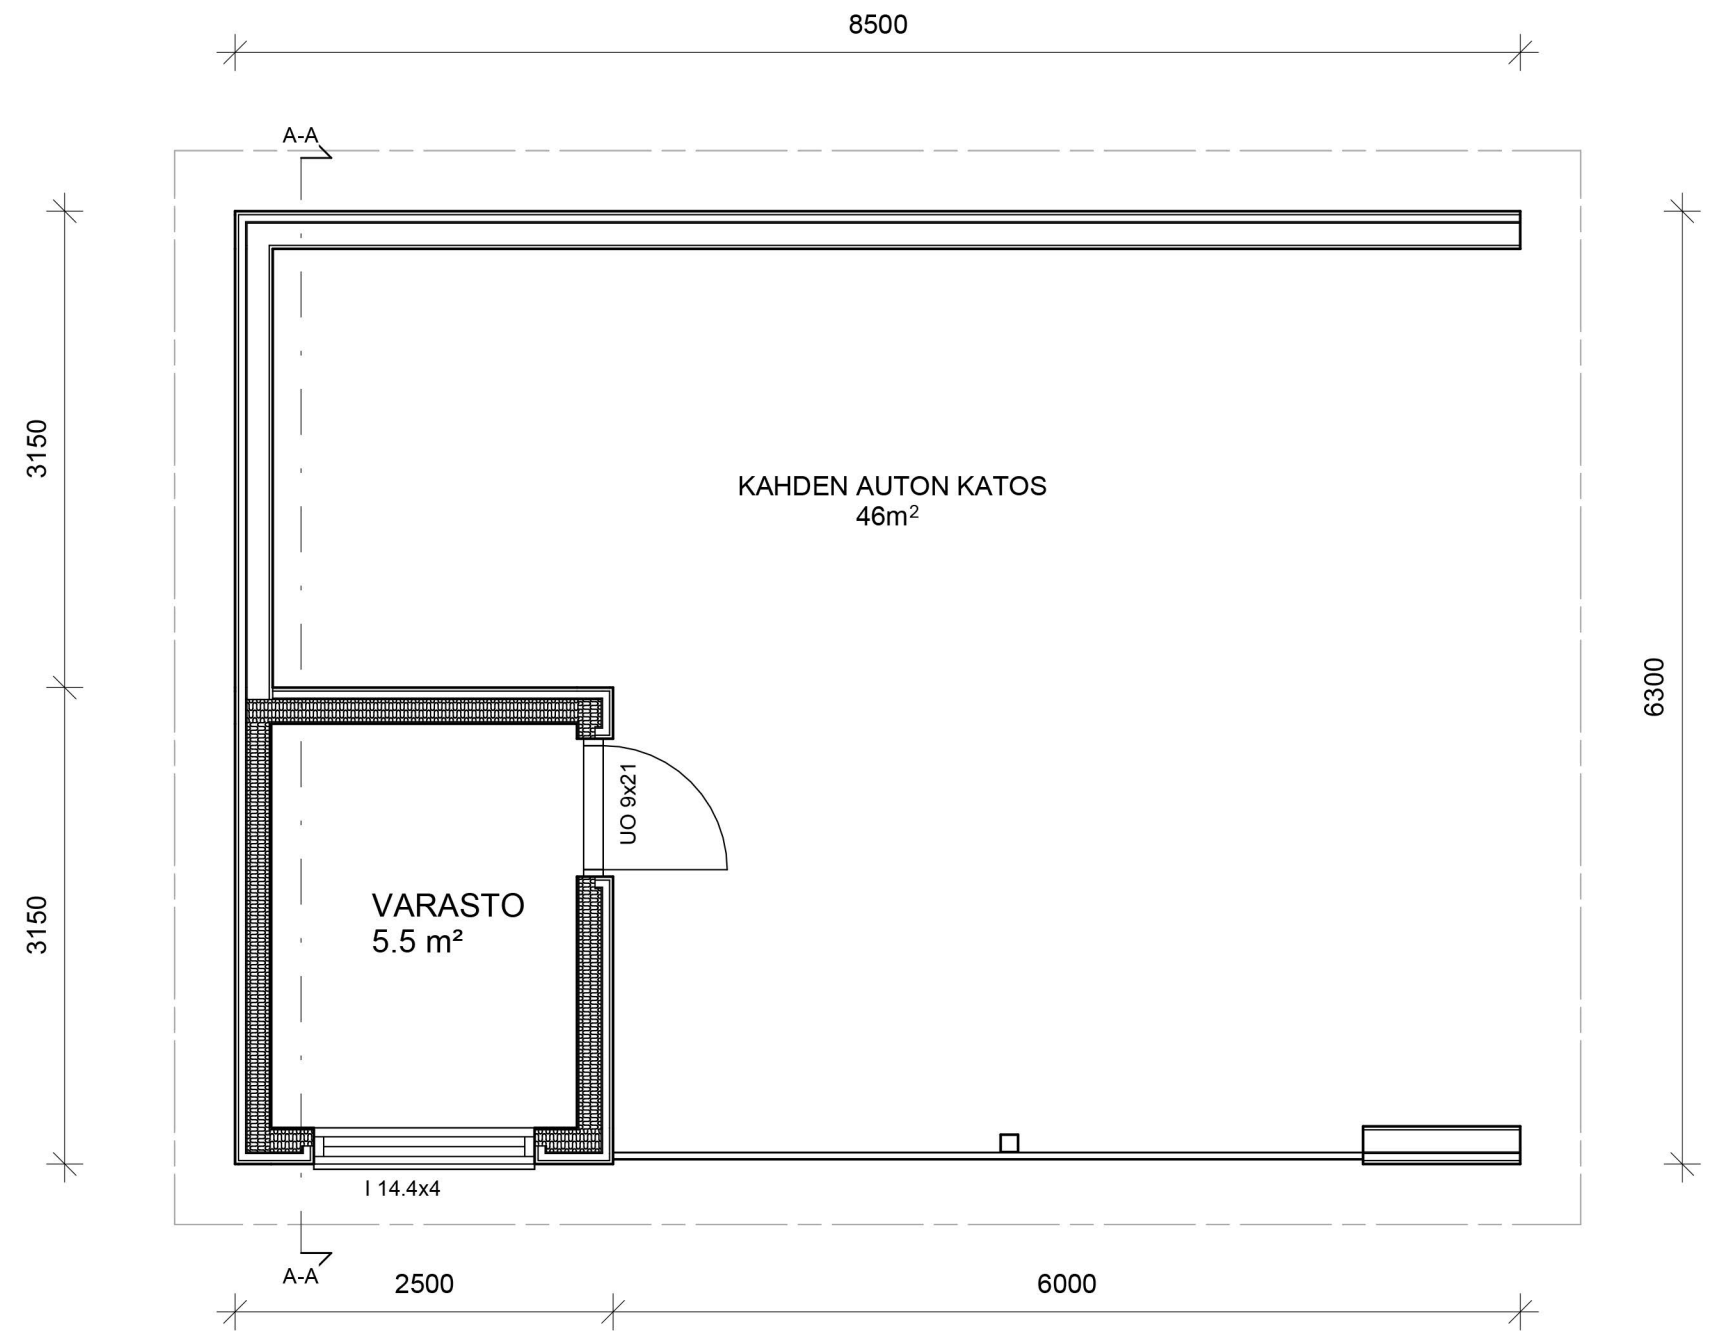 8500
A-A
3150
KAHDEN AUTON KATOS
46m²
6300
UO 9x21
3150
VARASTO
5.5 m²
I 14.4x4
A-A
2500
6000